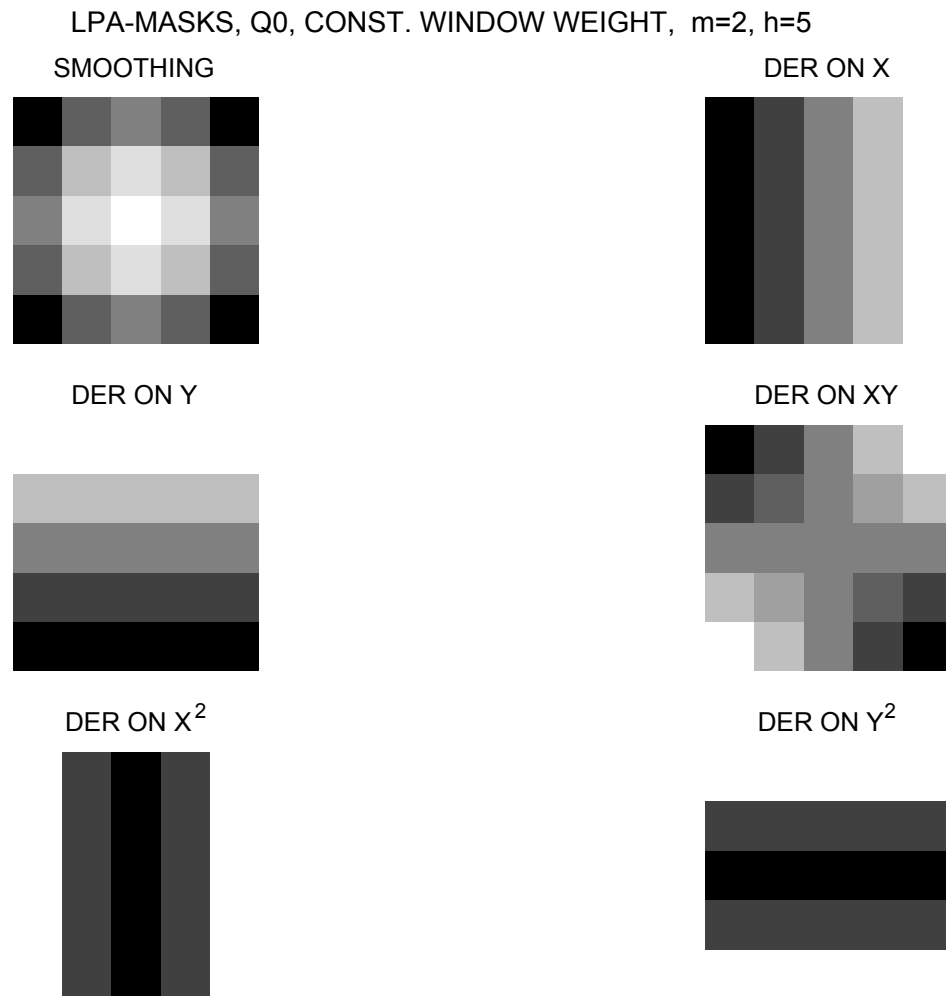 LPA-MASKS, Q0, CONST. WINDOW WEIGHT, m=2, h=5
SMOOTHING
DER ON X
DER ON Y
DER ON XY
DER ON X²
DER ON Y²